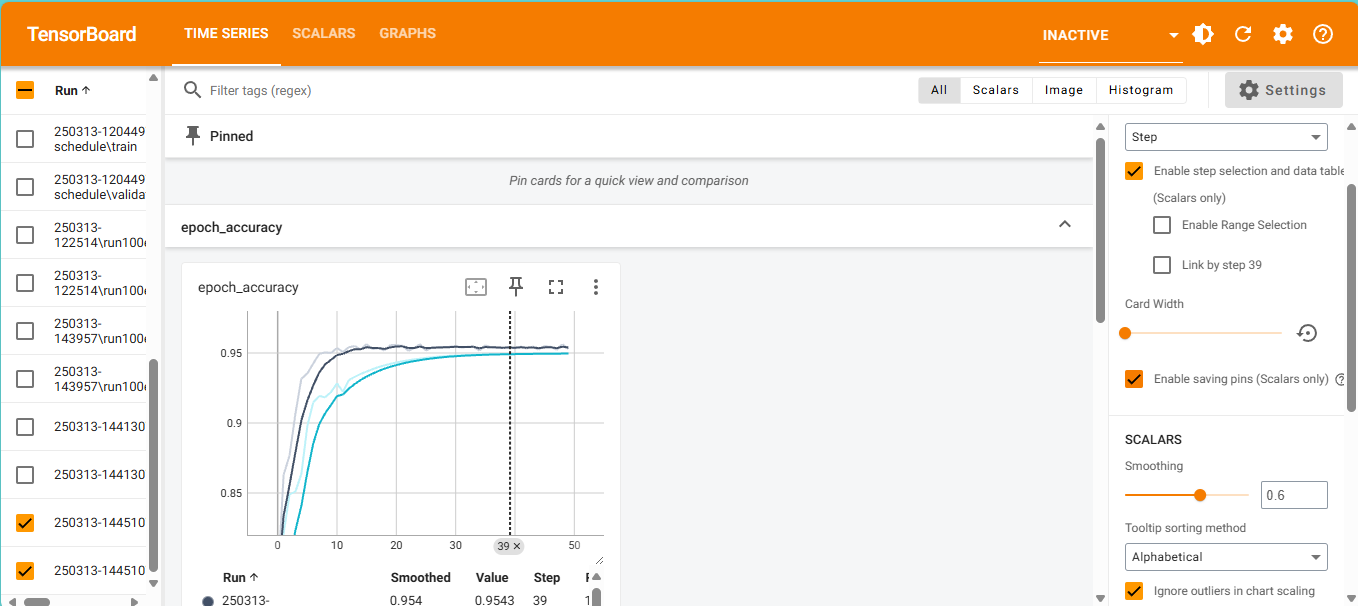 TensorBoard TIME SERIES SCALARS GRAPHS INACTIVE
Run
250313-120449
schedule\train
250313-120449
schedule\valida
250313-
122514\run100e
250313-
122514\run100e
250313-
143957\run100e
250313-
143957\run100e
250313-144130
250313-144130
250313-144510
250313-144510
Filter tags (regex)
All Scalars Image Histogram
Settings
Pinned
Pin cards for a quick view and comparison
epoch_accuracy
epoch_accuracy
0.95
0.9
0.85
0 10 20 30 39 × 50
Run Smoothed Value Step
250313- 0.954 0.9543 39 1
Step
Enable step selection and data table
(Scalars only)
Enable Range Selection
Link by step 39
Card Width
Enable saving pins (Scalars only)
SCALARS
Smoothing
0.6
Tooltip sorting method
Alphabetical
Ignore outliers in chart scaling